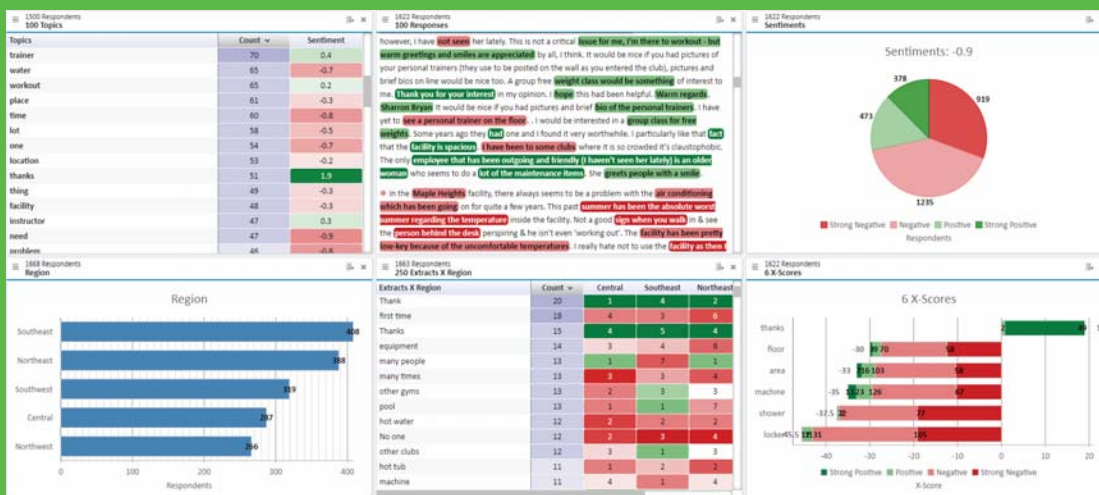 1500 Respondents
100 Topics
Topics Count Sentiment
trainer 70 0.4
water 65 -0.7
workout 65 0.2
place 61 -0.3
time 60 -0.8
lot 58 -0.5
one 54 -0.7
location 53 -0.2
thanks 51 1.9
thing 49 -0.3
facility 48 -0.3
instructor 47 0.3
need 47 -0.9
problem 46 -0.8
1622 Respondents
100 Responses
however, I have not seen her lately. This is not a critical issue for me, I'm there to workout - but
warm greetings and smiles are appreciated by all, I think. It would be nice if you had pictures of
your personal trainers (they use to be posted on the wall as you entered the club), pictures and
brief bios on line would be nice too. A group free weight class would be something of interest to
me. Thank you for your interest in my opinion. I hope this had been helpful. Warm regards,
Sharron Bryan It would be nice if you had pictures and brief bio of the personal trainers. I have
yet to see a personal trainer on the floor. . I would be interested in a group class for free
weights. Some years ago they had one and I found it very worthwhile. I particularly like that fact
that the facility is spacious. I have been to some clubs where it is so crowded it's claustophobic.
The only employee that has been outgoing and friendly (I haven't seen her lately) is an older
woman who seems to do a lot of the maintenance items. She greets people with a smile.
In the Maple Heights facility, there always seems to be a problem with the air conditioning
which has been going on for quite a few years. This past summer has been the absolute worst
summer regarding the temperature inside the facility. Not a good sign when you walk in & see
the person behind the desk perspiring & he isn't even 'working out'. The facility has been pretty
low-key because of the uncomfortable temperatures. I really hate not to use the facility as then I
1622 Respondents
Sentiments
Sentiments: -0.9
378
919
473
1235
Strong Negative Negative Positive Strong Positive
Respondents
1668 Respondents
Region
Region
Southeast 408
Northeast 388
Southwest 319
Central 287
Northwest 266
0 100 200 300 400
Respondents
1663 Respondents
250 Extracts X Region
Extracts X Region Count Central Southeast Northeast
Thank 20 1 4 2
first time 18 4 3 6
Thanks 15 4 5 4
equipment 14 3 4 6
many people 13 1 7 1
many times 13 3 3 4
other gyms 13 2 3 3
pool 13 1 1 7
hot water 12 2 2 2
No one 12 2 3 4
other clubs 12 3 1 3
hot tub 11 1 2 2
machine 11 4 1 4
1622 Respondents
6 X-Scores
6 X-Scores
thanks 2 49
floor -30 70 58
area -33 103 58
machine -35 126 67
shower -37.5 77
locker 131 105
-40 -30 -20 -10 0 10 20
Strong Positive Positive Negative Strong Negative
X-Score